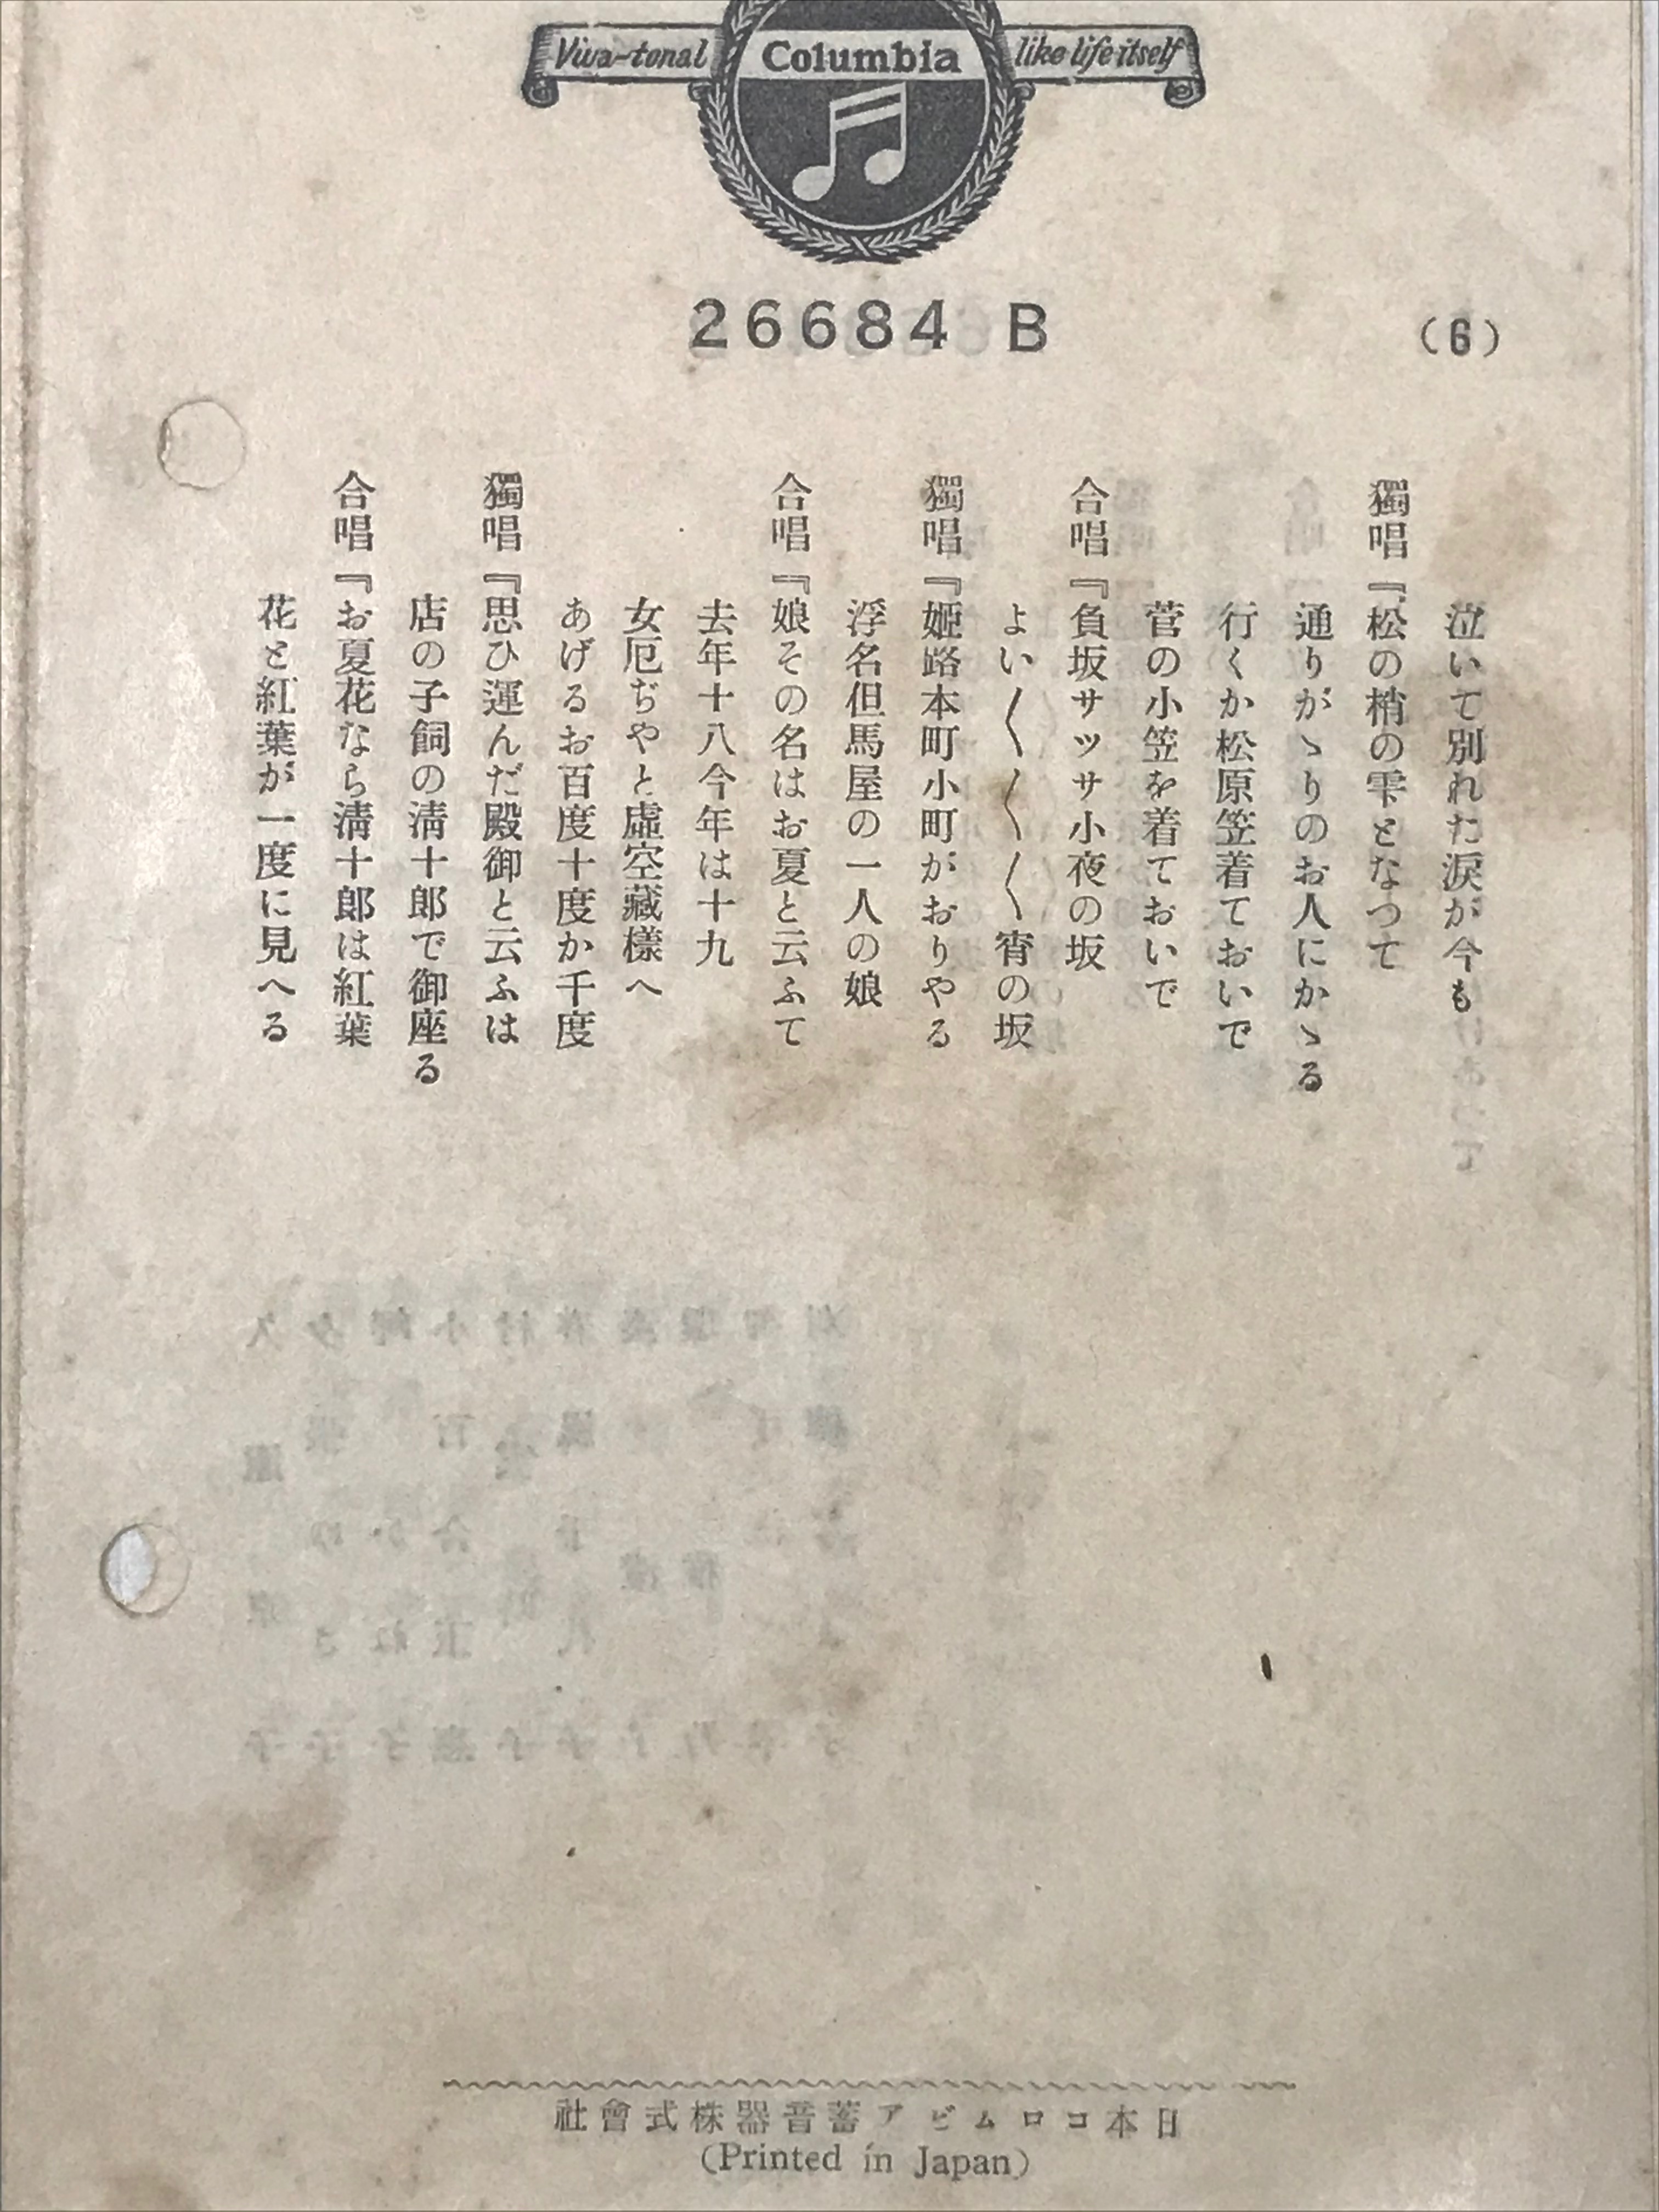 Viva-tonal Columbia like life itself
26684 B
(6)
泣いて別れた涙が今も
獨唱『松の梢の雫となつて
通りがゝりのお人にかゝる
行くか松原笠着ておいで
菅の小笠を着ておいで
合唱『負坂サッサ小夜の坂
よい〳〵〳〵〳〵宵の坂
獨唱『姫路本町小町がおりやる
浮名但馬屋の一人の娘
合唱『娘その名はお夏と云ふて
去年十八今年は十九
女厄ぢやと虛空藏樣へ
あげるお百度十度か千度
獨唱『思ひ運んだ殿御と云ふは
店の子飼の淸十郎で御座る
合唱『お夏花なら淸十郎は紅葉
花と紅葉が一度に見へる
日本コロムビア蓄音器株式會社
(Printed in Japan)